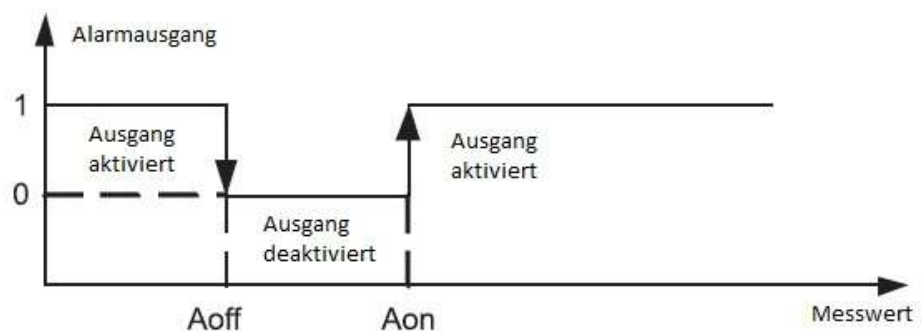 Alarmausgang
1
Ausgang
aktiviert
Ausgang
aktiviert
0
Ausgang
deaktiviert
Aoff
Aon
Messwert